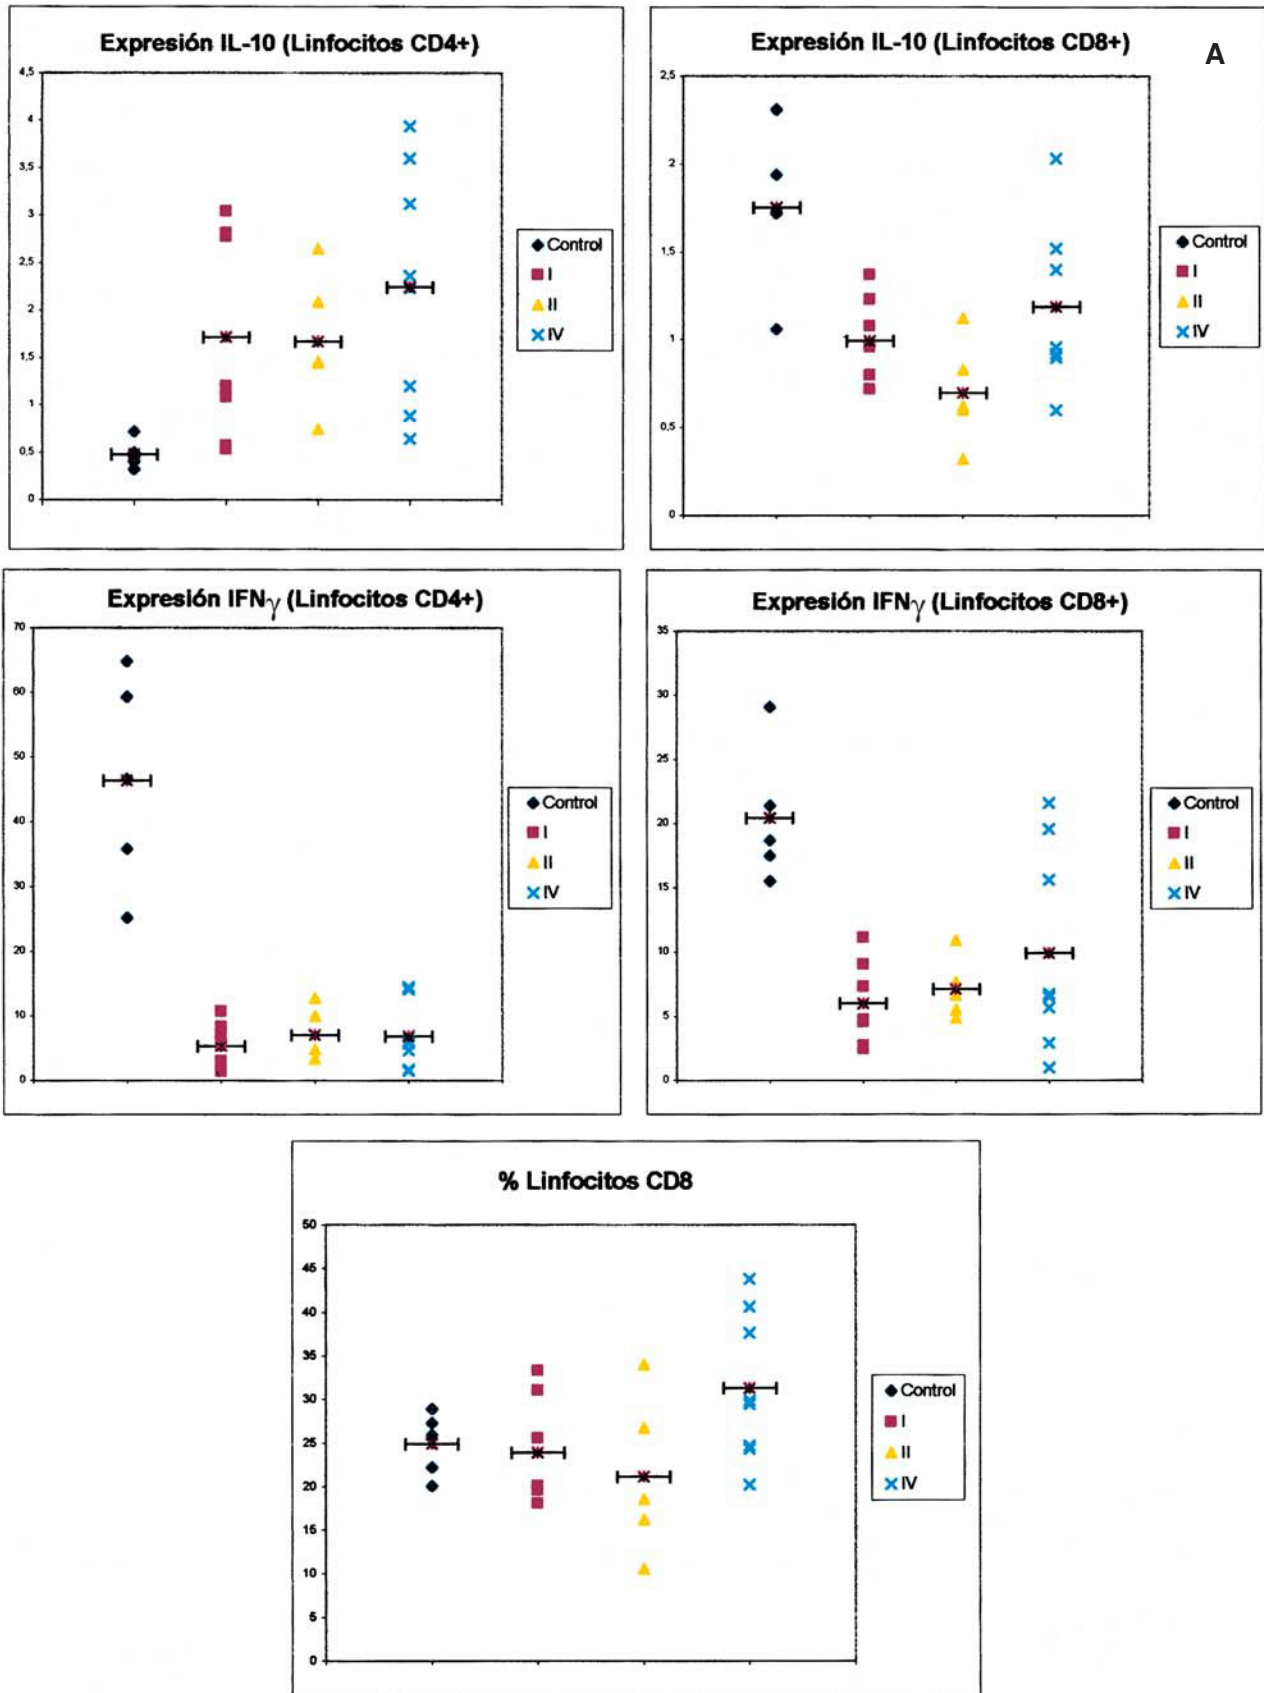 Expresión IL-10 (Linfocitos CD4+)
4,5
4
3,5
3
2,5
2
1,5
1
0,5
0
Control
I
II
IV
Expresión IL-10 (Linfocitos CD8+)
A
2,5
2
1,5
1
0,5
0
Control
I
II
IV
Expresión IFNγ (Linfocitos CD4+)
70
60
50
40
30
20
10
0
Control
I
II
IV
Expresión IFNγ (Linfocitos CD8+)
35
30
25
20
15
10
5
0
Control
I
II
IV
% Linfocitos CD8
50
45
40
35
30
25
20
15
10
5
0
Control
I
II
IV